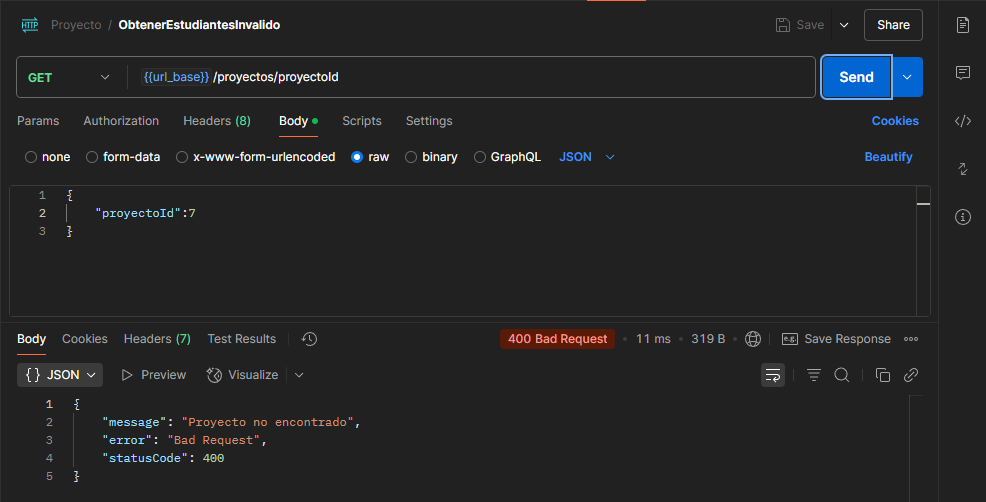 HTTP Proyecto / ObtenerEstudiantesInvalido Save Share
GET {{url_base}} /proyectos/proyectoId Send
Params Authorization Headers (8) Body Scripts Settings Cookies
none form-data x-www-form-urlencoded raw binary GraphQL JSON Beautify
1 {
2 "proyectoId":7
3 }
Body Cookies Headers (7) Test Results 400 Bad Request • 11 ms • 319 B • e.g. Save Response
{} JSON Preview Visualize
1 {
2 "message": "Proyecto no encontrado",
3 "error": "Bad Request",
4 "statusCode": 400
5 }